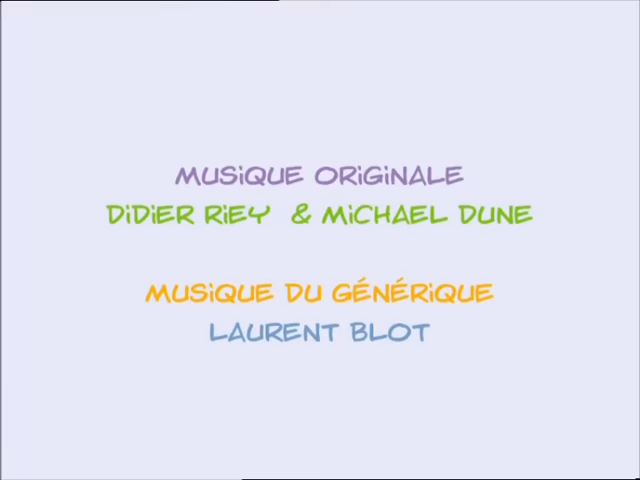 MUSIQUE ORIGINALE
DIDIER RIEY & MICHAEL DUNE
MUSIQUE DU GÉNÉRIQUE
LAURENT BLOT